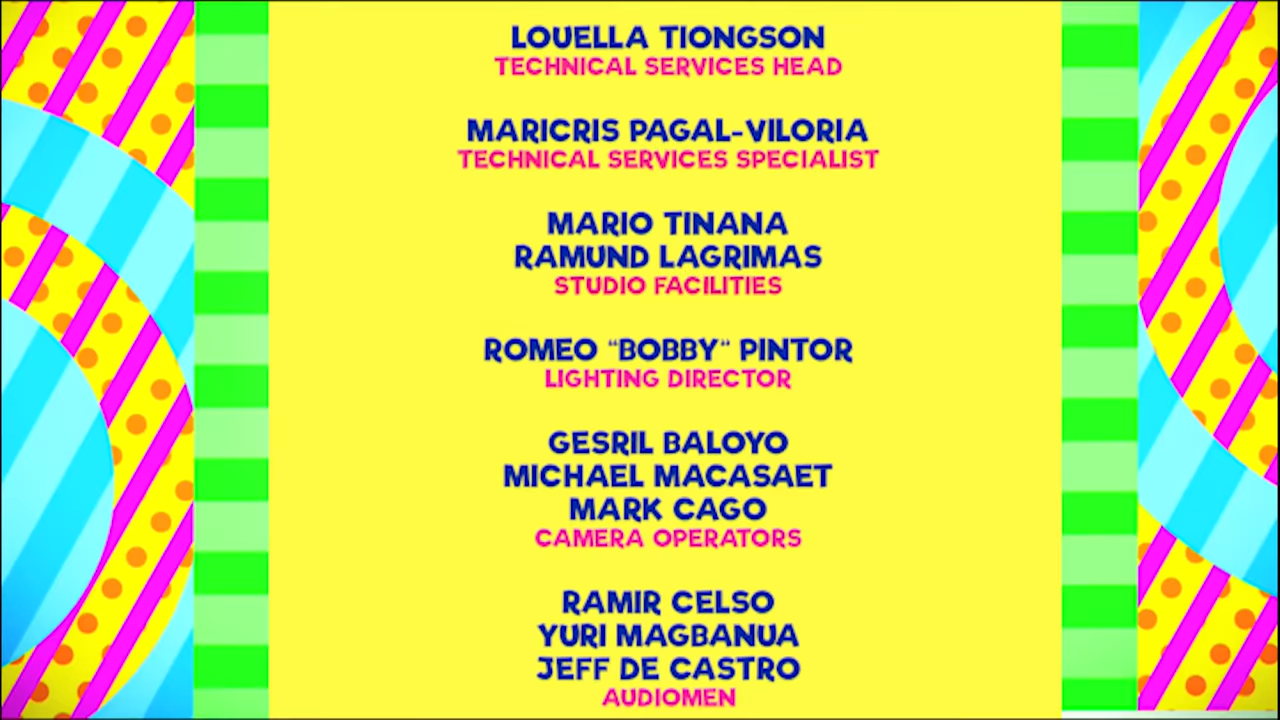 LOUELLA TIONGSON
TECHNICAL SERVICES HEAD
MARICRIS PAGAL-VILORIA
TECHNICAL SERVICES SPECIALIST
MARIO TINANA
RAMUND LAGRIMAS
STUDIO FACILITIES
ROMEO "BOBBY" PINTOR
LIGHTING DIRECTOR
GESRIL BALOYO
MICHAEL MACASAET
MARK CAGO
CAMERA OPERATORS
RAMIR CELSO
YURI MAGBANUA
JEFF DE CASTRO
AUDIOMEN